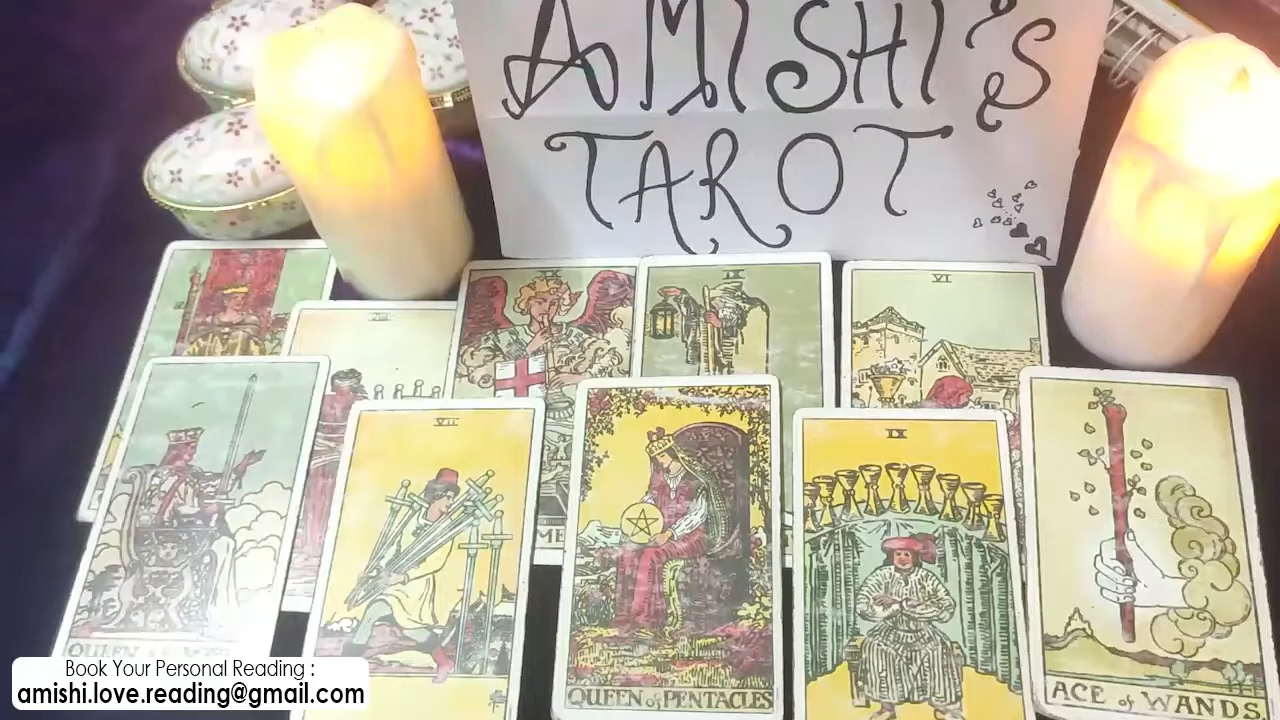 AMISHI'S
TAROT
IX
VI
VII
IX
QUEEN of PENTACLES
ACE of WANDS.
Book Your Personal Reading :
amishi.love.reading@gmail.com